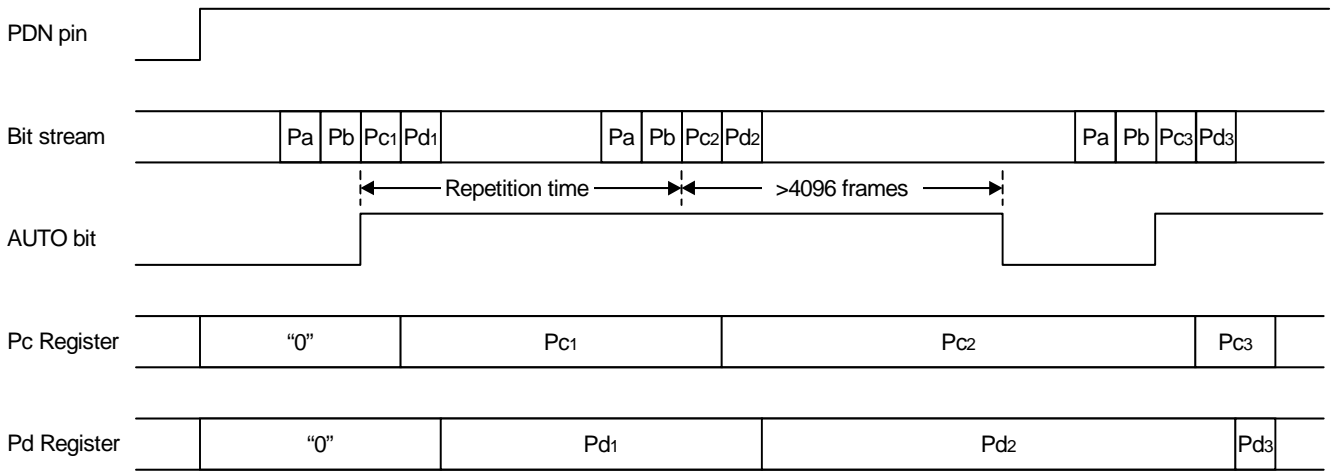 PDN pin
Bit stream Pa Pb Pc1 Pd1 Pa Pb Pc2 Pd2 Pa Pb Pc3 Pd3
Repetition time >4096 frames
AUTO bit
Pc Register “0” Pc1 Pc2 Pc3
Pd Register “0” Pd1 Pd2 Pd3